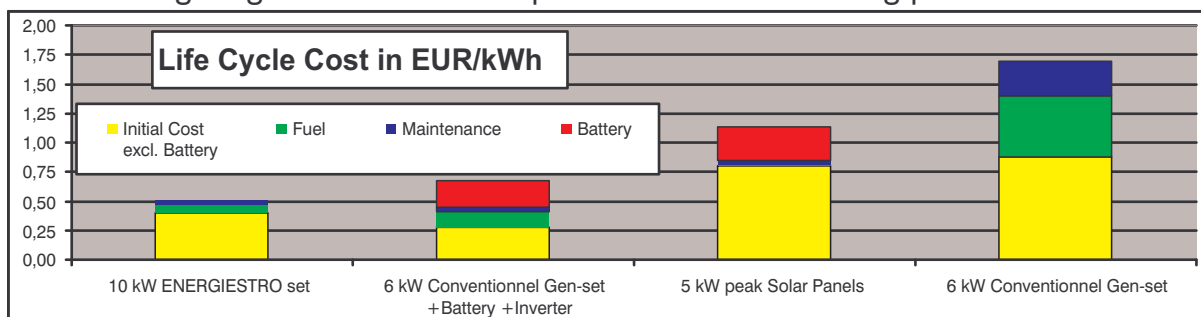 Life Cycle Cost in EUR/kWh
2,00
1,75
1,50
1,25
1,00
0,75
0,50
0,25
0,00
Initial Cost
excl. Battery
Fuel
Maintenance
Battery
10 kW ENERGIESTRO set
6 kW Conventionnel Gen-set
+Battery +Inverter
5 kW peak Solar Panels
6 kW Conventionnel Gen-set